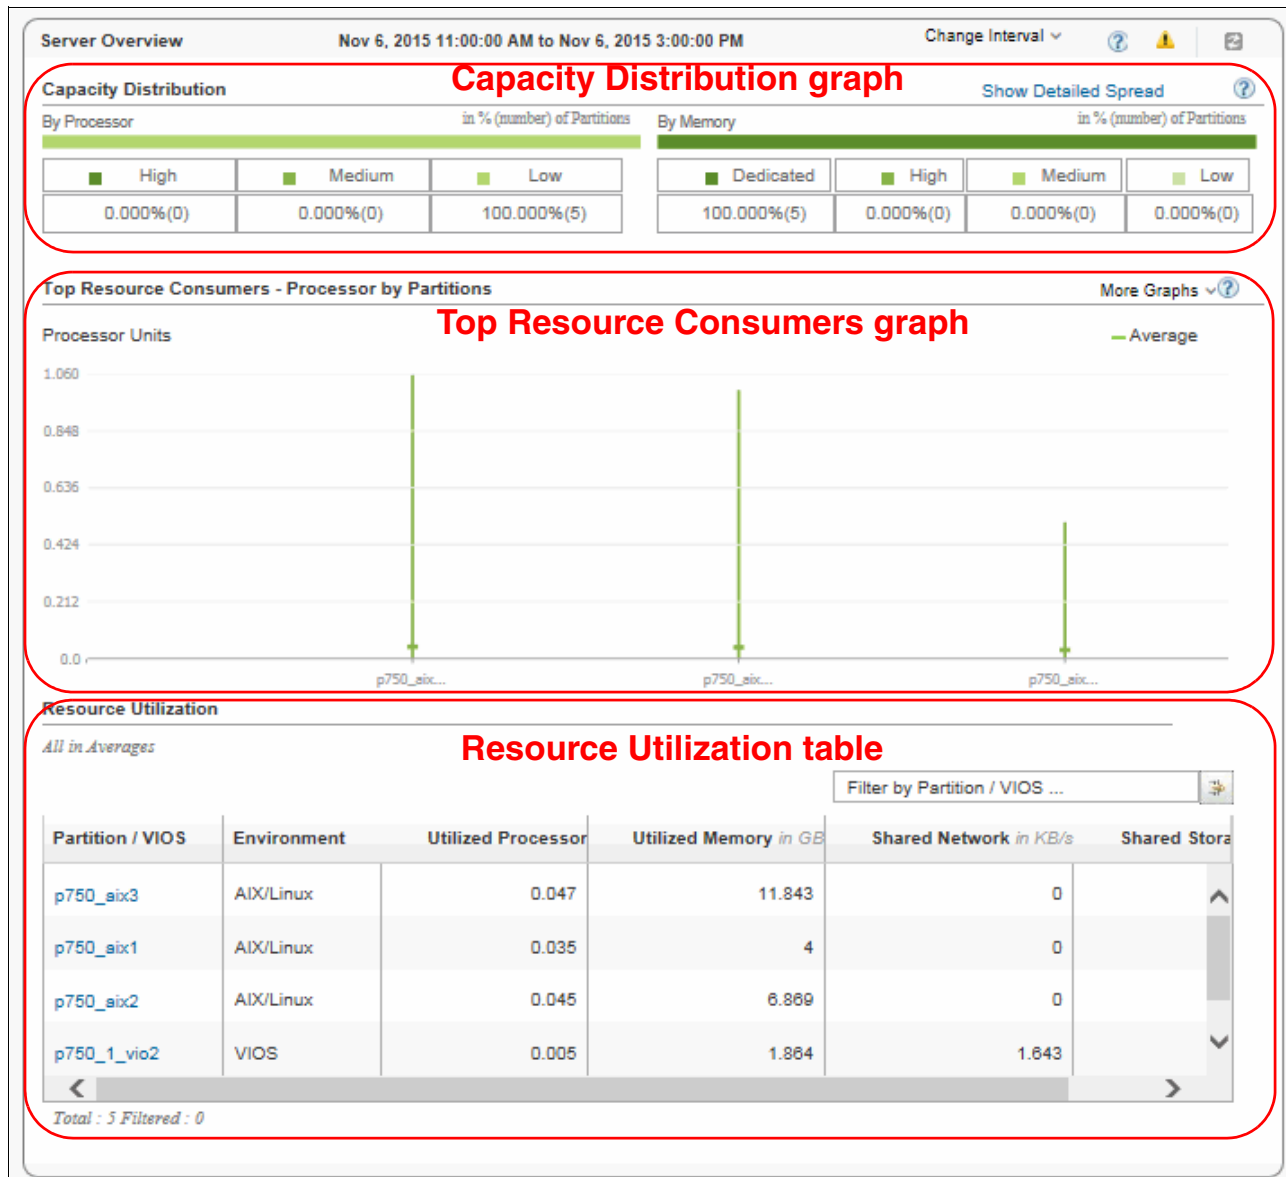 Server Overview Nov 6, 2015 11:00:00 AM to Nov 6, 2015 3:00:00 PM Change Interval
Capacity Distribution graph
Capacity Distribution Show Detailed Spread
By Processor in % (number) of Partitions By Memory in % (number) of Partitions
High Medium Low Dedicated High Medium Low
0.000%(0) 0.000%(0) 100.000%(5) 100.000%(5) 0.000%(0) 0.000%(0) 0.000%(0)
Top Resource Consumers - Processor by Partitions More Graphs
Top Resource Consumers graph
Processor Units Average
1.060
0.848
0.636
0.424
0.212
0.0
p750_aix... p750_aix... p750_aix...
Resource Utilization
All in Averages
Resource Utilization table
Filter by Partition / VIOS ...
Partition / VIOS Environment Utilized Processor Utilized Memory in GB Shared Network in KB/s Shared Stora
p750_aix3 AIX/Linux 0.047 11.843 0
p750_aix1 AIX/Linux 0.035 4 0
p750_aix2 AIX/Linux 0.045 6.869 0
p750_1_vio2 VIOS 0.005 1.864 1.643
Total : 5 Filtered : 0